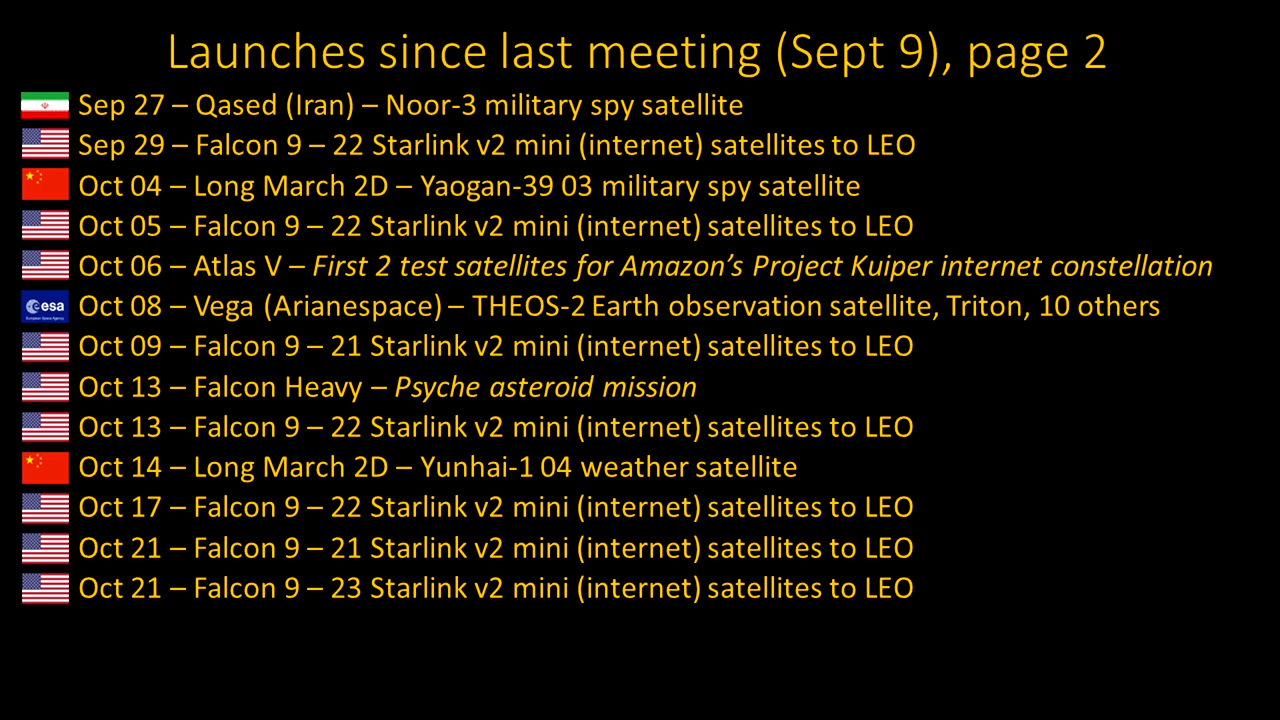 Launches since last meeting (Sept 9), page 2
Sep 27 – Qased (Iran) – Noor-3 military spy satellite
Sep 29 – Falcon 9 – 22 Starlink v2 mini (internet) satellites to LEO
Oct 04 – Long March 2D – Yaogan-39 03 military spy satellite
Oct 05 – Falcon 9 – 22 Starlink v2 mini (internet) satellites to LEO
Oct 06 – Atlas V – First 2 test satellites for Amazon's Project Kuiper internet constellation
esa
European Space Agency
Oct 08 – Vega (Arianespace) – THEOS-2 Earth observation satellite, Triton, 10 others
Oct 09 – Falcon 9 – 21 Starlink v2 mini (internet) satellites to LEO
Oct 13 – Falcon Heavy – Psyche asteroid mission
Oct 13 – Falcon 9 – 22 Starlink v2 mini (internet) satellites to LEO
Oct 14 – Long March 2D – Yunhai-1 04 weather satellite
Oct 17 – Falcon 9 – 22 Starlink v2 mini (internet) satellites to LEO
Oct 21 – Falcon 9 – 21 Starlink v2 mini (internet) satellites to LEO
Oct 21 – Falcon 9 – 23 Starlink v2 mini (internet) satellites to LEO